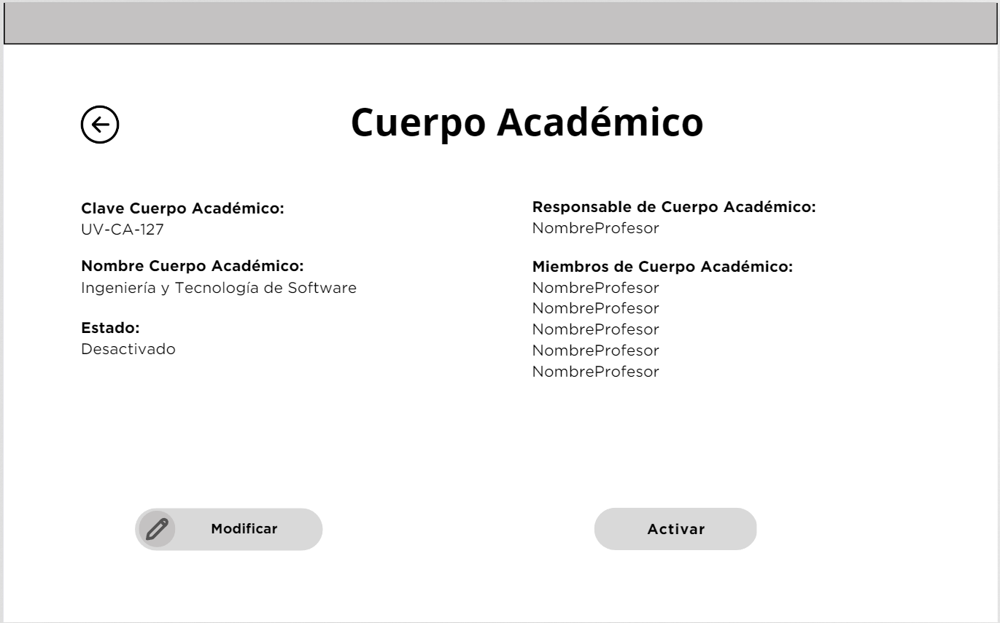 Cuerpo Académico
Clave Cuerpo Académico:
UV-CA-127
Nombre Cuerpo Académico:
Ingeniería y Tecnología de Software
Estado:
Desactivado
Responsable de Cuerpo Académico:
NombreProfesor
Miembros de Cuerpo Académico:
NombreProfesor
NombreProfesor
NombreProfesor
NombreProfesor
NombreProfesor
Modificar
Activar